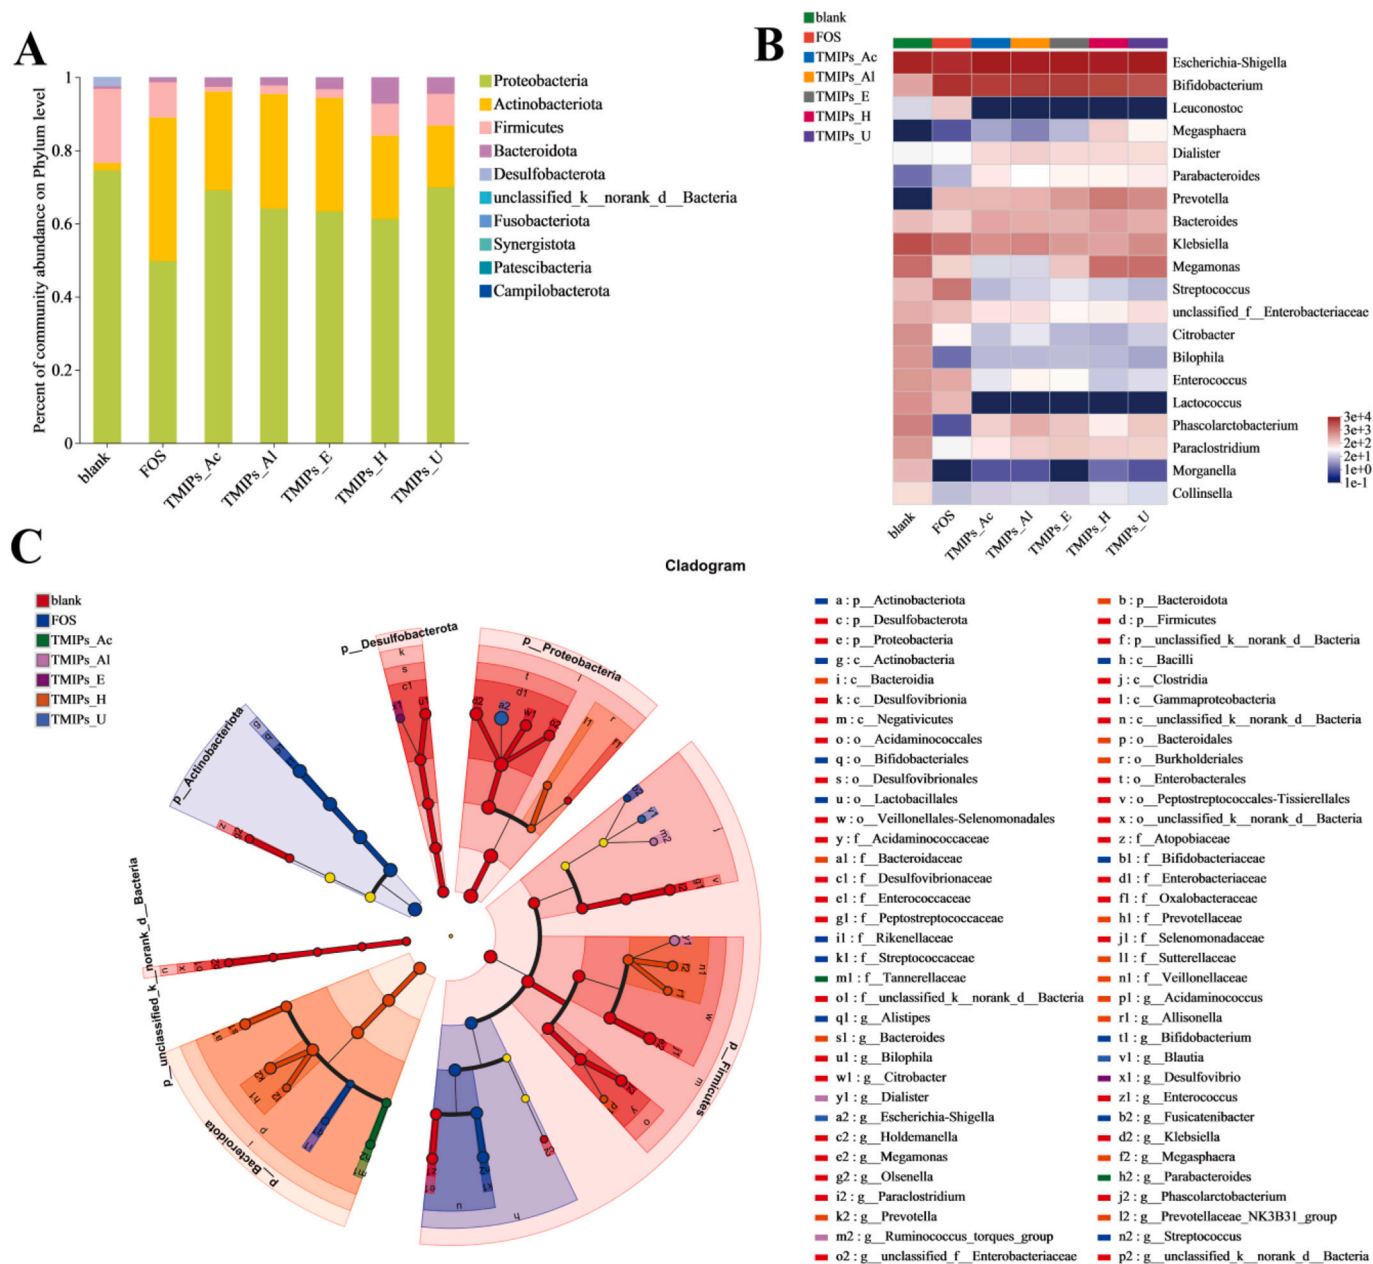 A
Percent of community abundance on Phylum level
1
0.8
0.6
0.4
0.2
0
blank
FOS
TMIPs_Ac
TMIPs_Al
TMIPs_E
TMIPs_H
TMIPs_U
Proteobacteria
Actinobacteriota
Firmicutes
Bacteroidota
Desulfobacterota
unclassified_k__norank_d__Bacteria
Fusobacteriota
Synergistota
Patescibacteria
Campilobacterota
B
blank
FOS
TMIPs_Ac
TMIPs_Al
TMIPs_E
TMIPs_H
TMIPs_U
Escherichia-Shigella
Bifidobacterium
Leuconostoc
Megasphaera
Dialister
Parabacteroides
Prevotella
Bacteroides
Klebsiella
Megamonas
Streptococcus
unclassified_f__Enterobacteriaceae
Citrobacter
Bilophila
Enterococcus
Lactococcus
Phascolarctobacterium
Paraclostridium
Morganella
Collinsella
blank
FOS
TMIPs_Ac
TMIPs_Al
TMIPs_E
TMIPs_H
TMIPs_U
3e+4
3e+3
2e+2
2e+1
1e+0
1e-1
C
Cladogram
blank
FOS
TMIPs_Ac
TMIPs_Al
TMIPs_E
TMIPs_H
TMIPs_U
p__Desulfobacterota
p__Proteobacteria
p__Actinobacteriota
p__unclassified_k__norank_d__Bacteria
p__Bacteroidota
p__Firmicutes
a : p__Actinobacteriota
b : p__Bacteroidota
c : p__Desulfobacterota
d : p__Firmicutes
e : p__Proteobacteria
f : p__unclassified_k__norank_d__Bacteria
g : c__Actinobacteria
h : c__Bacilli
i : c__Bacteroidia
j : c__Clostridia
k : c__Desulfovibrionia
l : c__Gammaproteobacteria
m : c__Negativicutes
n : c__unclassified_k__norank_d__Bacteria
o : o__Acidaminococcales
p : o__Bacteroidales
q : o__Bifidobacteriales
r : o__Burkholderiales
s : o__Desulfovibrionales
t : o__Enterobacterales
u : o__Lactobacillales
v : o__Peptostreptococcales-Tissierellales
w : o__Veillonellales-Selenomonadales
x : o__unclassified_k__norank_d__Bacteria
y : f__Acidaminococcaceae
z : f__Atopobiaceae
a1 : f__Bacteroidaceae
b1 : f__Bifidobacteriaceae
c1 : f__Desulfovibrionaceae
d1 : f__Enterobacteriaceae
e1 : f__Enterococcaceae
f1 : f__Oxalobacteraceae
g1 : f__Peptostreptococcaceae
h1 : f__Prevotellaceae
i1 : f__Rikenellaceae
j1 : f__Selenomonadaceae
k1 : f__Streptococcaceae
l1 : f__Sutterellaceae
m1 : f__Tannerellaceae
n1 : f__Veillonellaceae
o1 : f__unclassified_k__norank_d__Bacteria
p1 : g__Acidaminococcus
q1 : g__Alistipes
r1 : g__Allisonella
s1 : g__Bacteroides
t1 : g__Bifidobacterium
u1 : g__Bilophila
v1 : g__Blautia
w1 : g__Citrobacter
x1 : g__Desulfovibrio
y1 : g__Dialister
z1 : g__Enterococcus
a2 : g__Escherichia-Shigella
b2 : g__Fusicatenibacter
c2 : g__Holdemanella
d2 : g__Klebsiella
e2 : g__Megamonas
f2 : g__Megasphaera
g2 : g__Olsenella
h2 : g__Parabacteroides
i2 : g__Paraclostridium
j2 : g__Phascolarctobacterium
k2 : g__Prevotella
l2 : g__Prevotellaceae_NK3B31_group
m2 : g__Ruminococcus_torques_group
n2 : g__Streptococcus
o2 : g__unclassified_f__Enterobacteriaceae
p2 : g__unclassified_k__norank_d__Bacteria